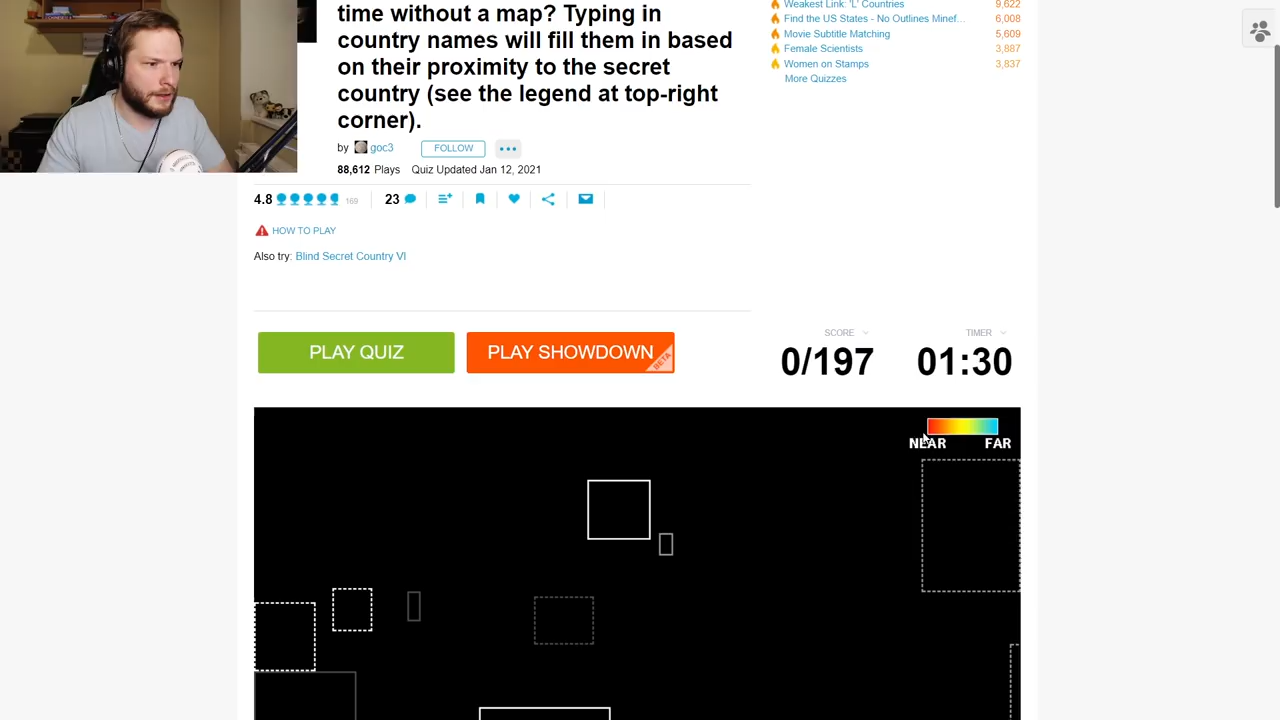 time without a map? Typing in
country names will fill them in based
on their proximity to the secret
country (see the legend at top-right
corner).
by goc3 FOLLOW
88,612 Plays Quiz Updated Jan 12, 2021
4.8 169 23
HOW TO PLAY
Also try: Blind Secret Country VI
Weakest Link: 'L' Countries 9,622
Find the US States - No Outlines Minef... 6,008
Movie Subtitle Matching 5,609
Female Scientists 3,887
Women on Stamps 3,837
More Quizzes
PLAY QUIZ
PLAY SHOWDOWN
BETA
SCORE
0/197
TIMER
01:30
NEAR FAR